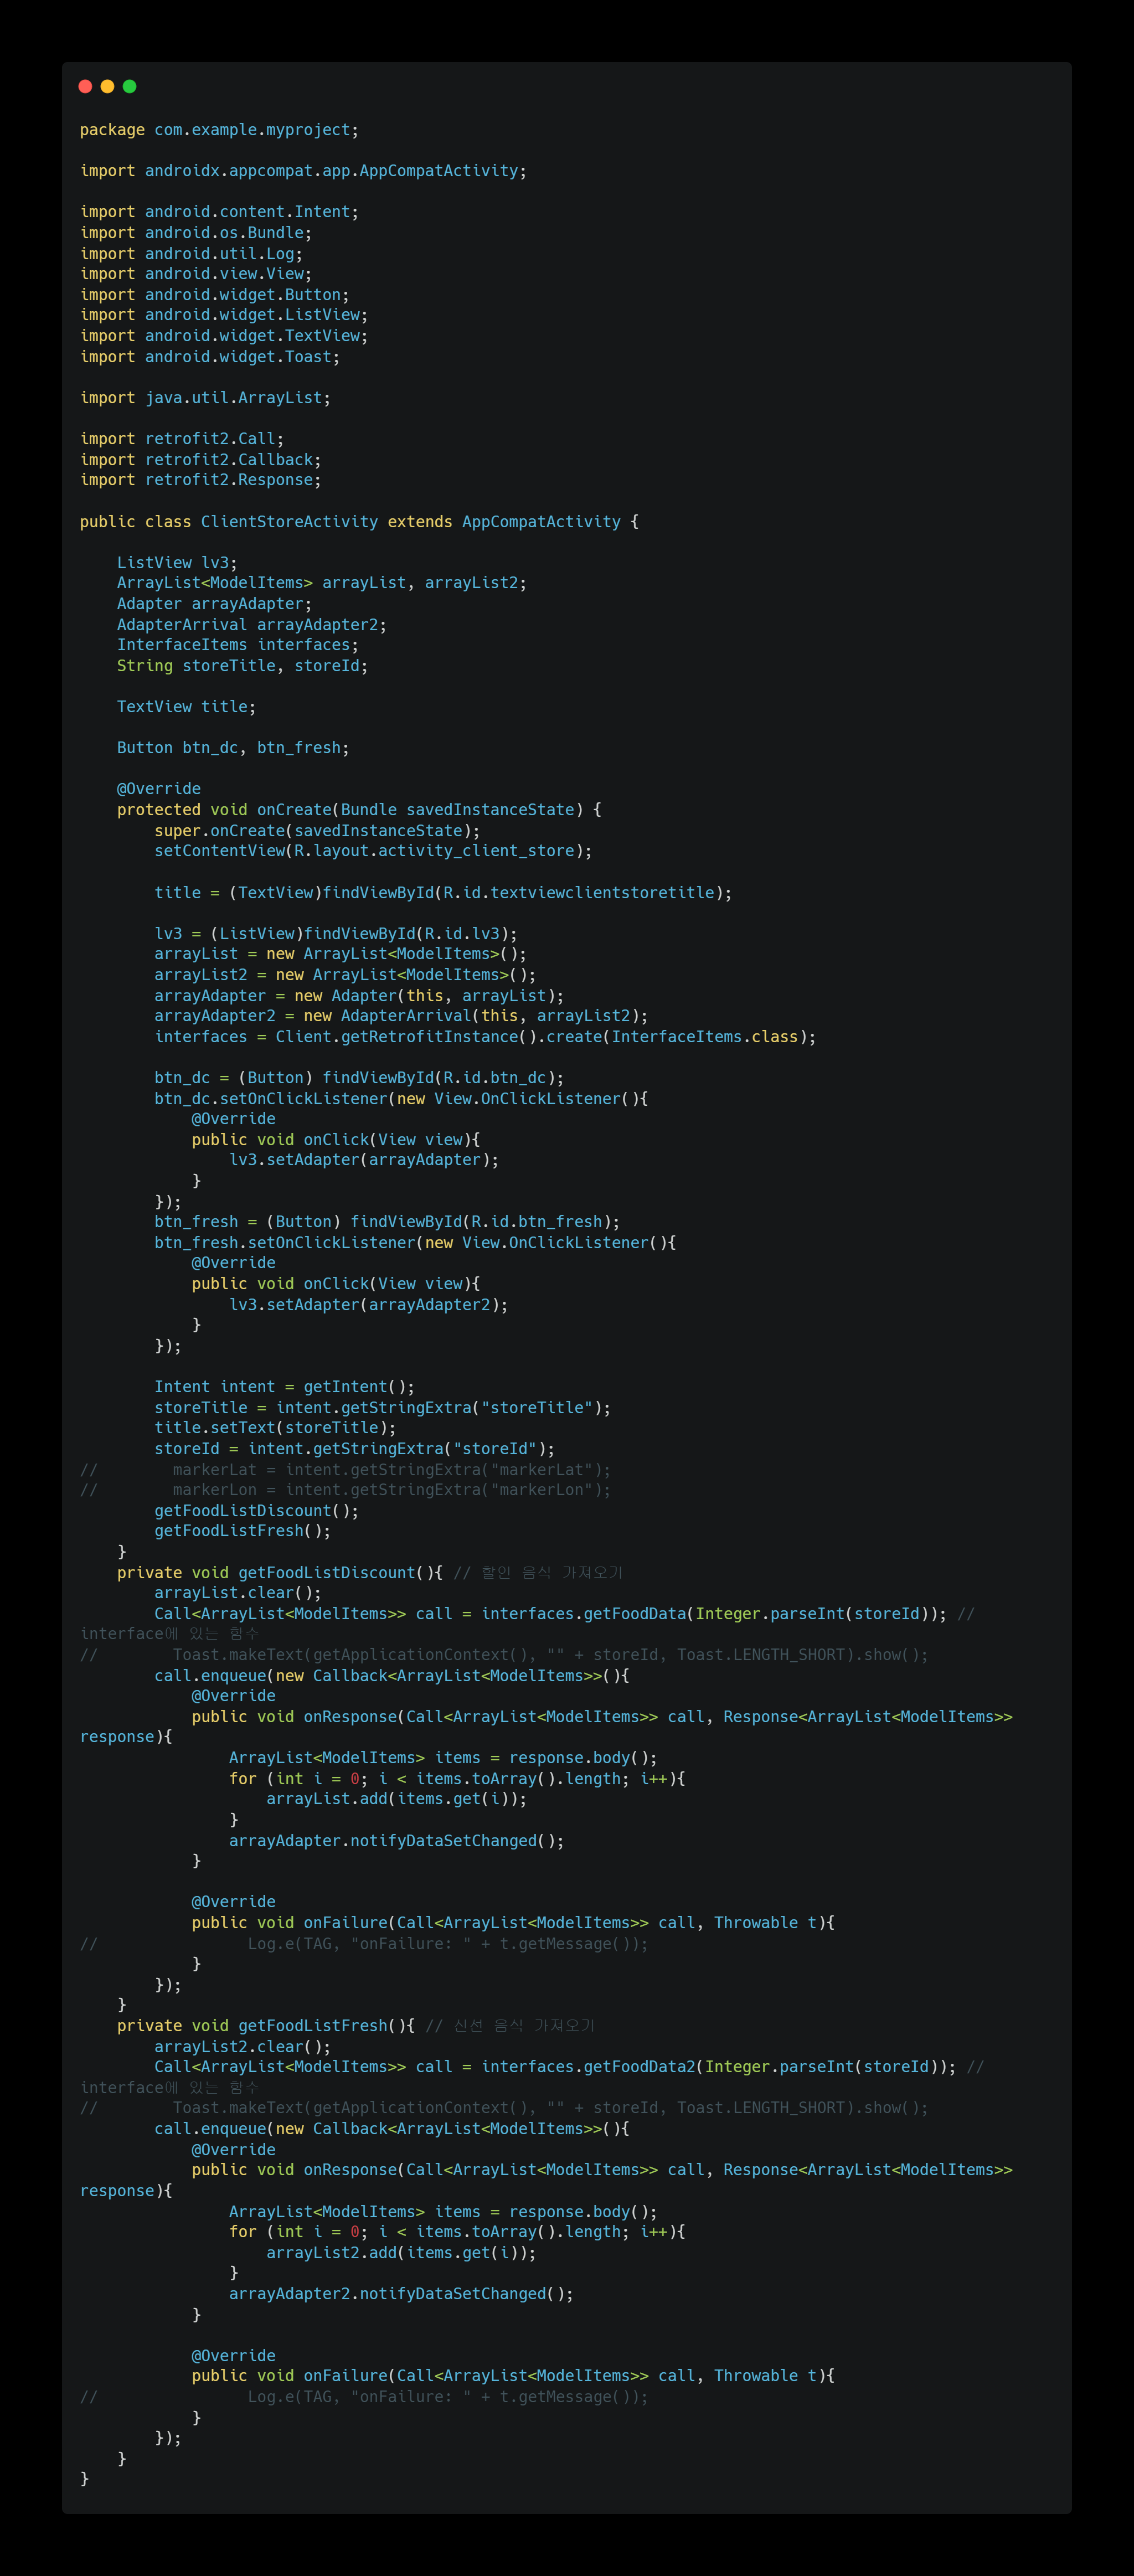 package com.example.myproject;

import androidx.appcompat.app.AppCompatActivity;

import android.content.Intent;
import android.os.Bundle;
import android.util.Log;
import android.view.View;
import android.widget.Button;
import android.widget.ListView;
import android.widget.TextView;
import android.widget.Toast;

import java.util.ArrayList;

import retrofit2.Call;
import retrofit2.Callback;
import retrofit2.Response;

public class ClientStoreActivity extends AppCompatActivity {

    ListView lv3;
    ArrayList<ModelItems> arrayList, arrayList2;
    Adapter arrayAdapter;
    AdapterArrival arrayAdapter2;
    InterfaceItems interfaces;
    String storeTitle, storeId;

    TextView title;

    Button btn_dc, btn_fresh;

    @Override
    protected void onCreate(Bundle savedInstanceState) {
        super.onCreate(savedInstanceState);
        setContentView(R.layout.activity_client_store);

        title = (TextView)findViewById(R.id.textviewclientstoretitle);

        lv3 = (ListView)findViewById(R.id.lv3);
        arrayList = new ArrayList<ModelItems>();
        arrayList2 = new ArrayList<ModelItems>();
        arrayAdapter = new Adapter(this, arrayList);
        arrayAdapter2 = new AdapterArrival(this, arrayList2);
        interfaces = Client.getRetrofitInstance().create(InterfaceItems.class);

        btn_dc = (Button) findViewById(R.id.btn_dc);
        btn_dc.setOnClickListener(new View.OnClickListener(){
            @Override
            public void onClick(View view){
                lv3.setAdapter(arrayAdapter);
            }
        });
        btn_fresh = (Button) findViewById(R.id.btn_fresh);
        btn_fresh.setOnClickListener(new View.OnClickListener(){
            @Override
            public void onClick(View view){
                lv3.setAdapter(arrayAdapter2);
            }
        });

        Intent intent = getIntent();
        storeTitle = intent.getStringExtra("storeTitle");
        title.setText(storeTitle);
        storeId = intent.getStringExtra("storeId");
//        markerLat = intent.getStringExtra("markerLat");
//        markerLon = intent.getStringExtra("markerLon");
        getFoodListDiscount();
        getFoodListFresh();
    }
    private void getFoodListDiscount(){ // 할인 음식 가져오기
        arrayList.clear();
        Call<ArrayList<ModelItems>> call = interfaces.getFoodData(Integer.parseInt(storeId)); //
interface에 있는 함수
//        Toast.makeText(getApplicationContext(), "" + storeId, Toast.LENGTH_SHORT).show();
        call.enqueue(new Callback<ArrayList<ModelItems>>(){
            @Override
            public void onResponse(Call<ArrayList<ModelItems>> call, Response<ArrayList<ModelItems>>
response){
                ArrayList<ModelItems> items = response.body();
                for (int i = 0; i < items.toArray().length; i++){
                    arrayList.add(items.get(i));
                }
                arrayAdapter.notifyDataSetChanged();
            }

            @Override
            public void onFailure(Call<ArrayList<ModelItems>> call, Throwable t){
//                Log.e(TAG, "onFailure: " + t.getMessage());
            }
        });
    }
    private void getFoodListFresh(){ // 신선 음식 가져오기
        arrayList2.clear();
        Call<ArrayList<ModelItems>> call = interfaces.getFoodData2(Integer.parseInt(storeId)); //
interface에 있는 함수
//        Toast.makeText(getApplicationContext(), "" + storeId, Toast.LENGTH_SHORT).show();
        call.enqueue(new Callback<ArrayList<ModelItems>>(){
            @Override
            public void onResponse(Call<ArrayList<ModelItems>> call, Response<ArrayList<ModelItems>>
response){
                ArrayList<ModelItems> items = response.body();
                for (int i = 0; i < items.toArray().length; i++){
                    arrayList2.add(items.get(i));
                }
                arrayAdapter2.notifyDataSetChanged();
            }

            @Override
            public void onFailure(Call<ArrayList<ModelItems>> call, Throwable t){
//                Log.e(TAG, "onFailure: " + t.getMessage());
            }
        });
    }
}